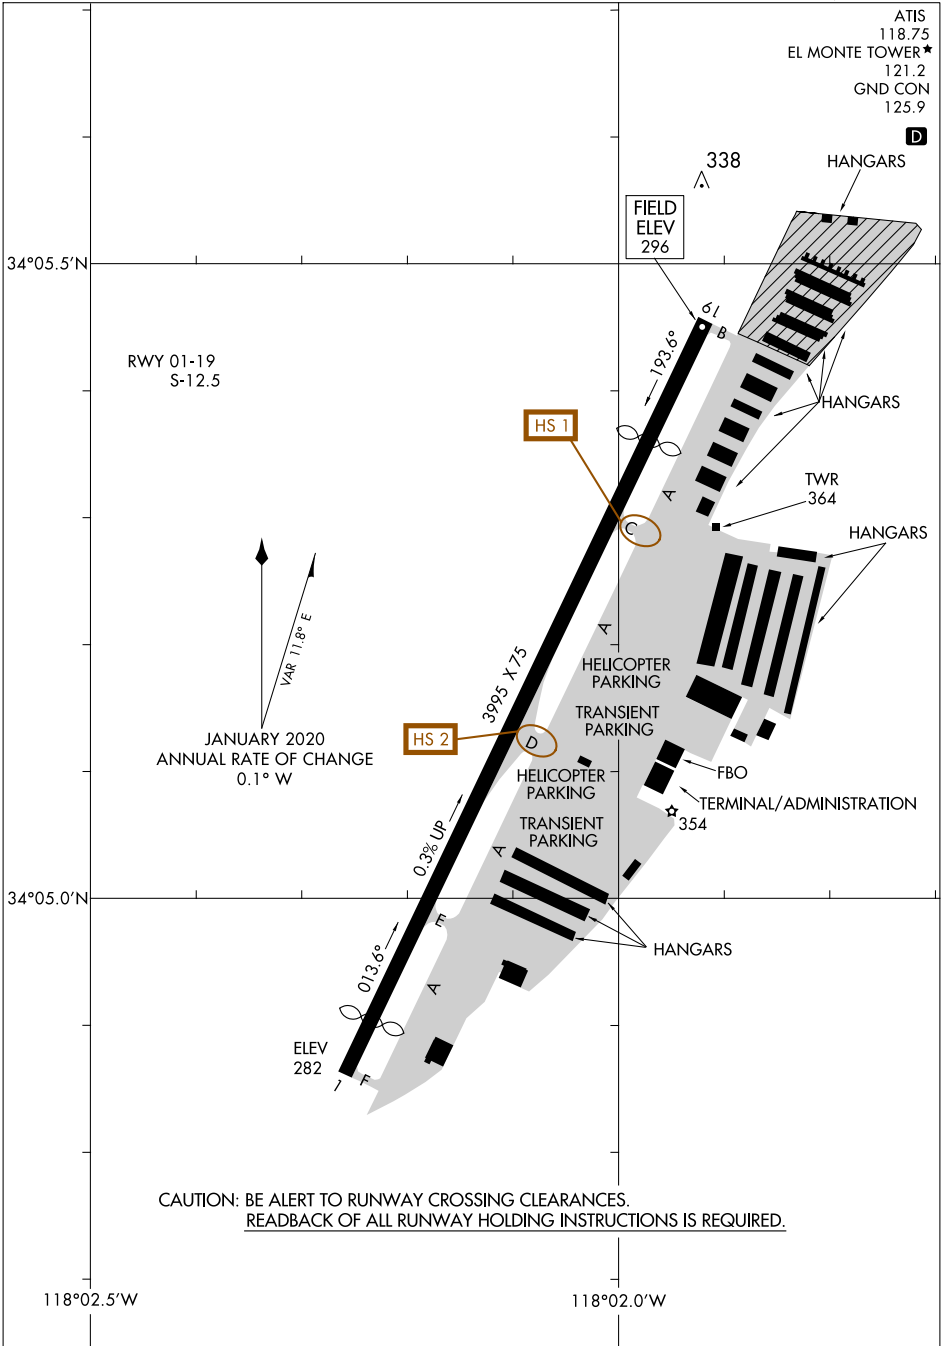 ATIS
118.75
EL MONTE TOWER★
121.2
GND CON
125.9
D
338
HANGARS
FIELD
ELEV
296
34°05.5'N
19
B
RWY 01-19
S-12.5
193.6°
HANGARS
HS 1
A
TWR
364
C
HANGARS
VAR 11.8° E
A
HELICOPTER
PARKING
3995 X 75
TRANSIENT
PARKING
HS 2
D
JANUARY 2020
ANNUAL RATE OF CHANGE
0.1° W
FBO
HELICOPTER
PARKING
TERMINAL/ADMINISTRATION
354
TRANSIENT
PARKING
0.3% UP
A
34°05.0'N
E
HANGARS
013.6°
A
ELEV
282
1
F
CAUTION: BE ALERT TO RUNWAY CROSSING CLEARANCES.
READBACK OF ALL RUNWAY HOLDING INSTRUCTIONS IS REQUIRED.
118°02.5'W
118°02.0'W